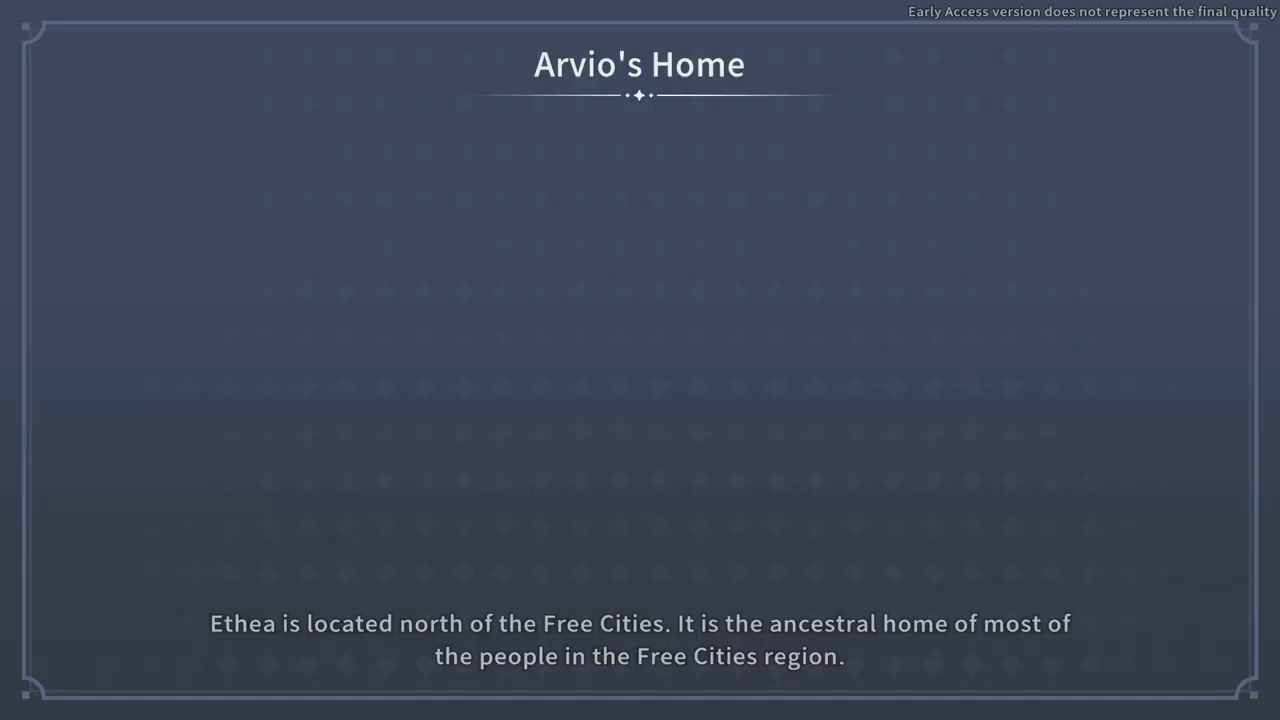 Early Access version does not represent the final quality
Arvio's Home
Ethea is located north of the Free Cities. It is the ancestral home of most of
the people in the Free Cities region.